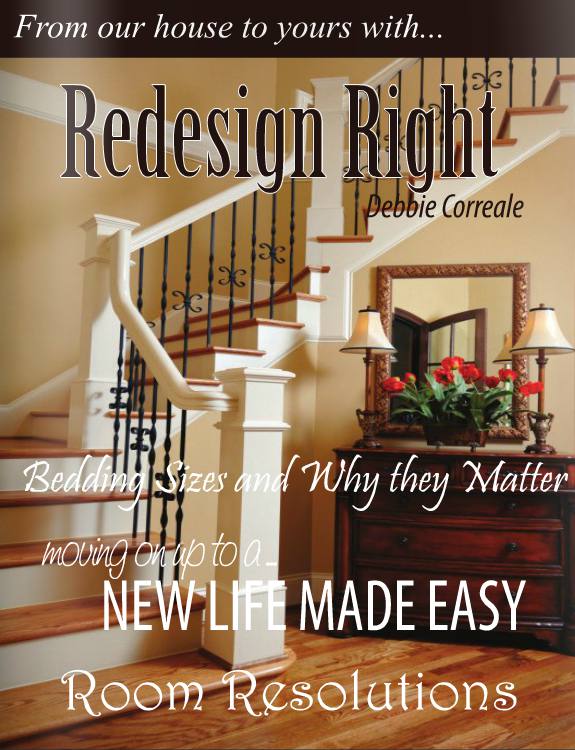 From our house to yours with...
Redesign Right
Debbie Correale
Bedding Sizes and Why they Matter
moving on up to a...
NEW LIFE MADE EASY
Room Resolutions